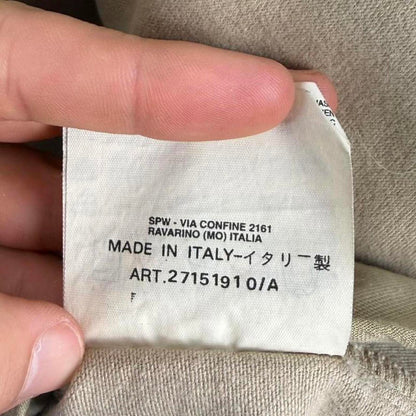 SPW - VIA CONFINE 2161
RAVARINO (MO) ITALIA
MADE IN ITALY-イタリー製
ART.27151910/A
F